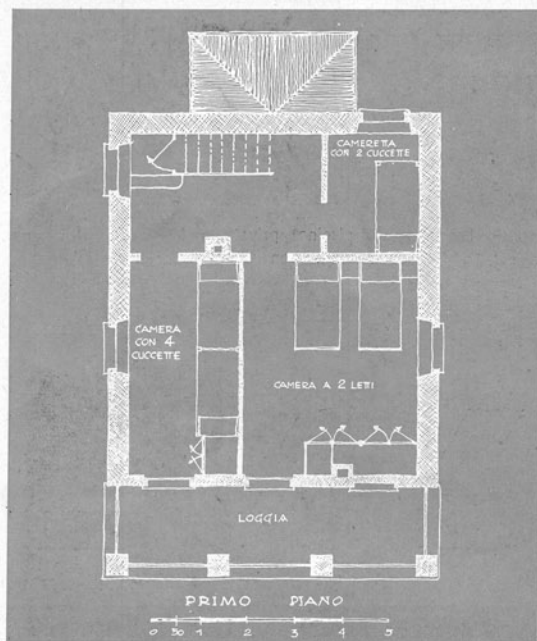 CAMERETTA
CON 2 CUCCETTE
CAMERA
CON 4
CUCCETTE
CAMERA A 2 LETTI
LOGGIA
PRIMO PIANO
0 50 1 2 3 4 5